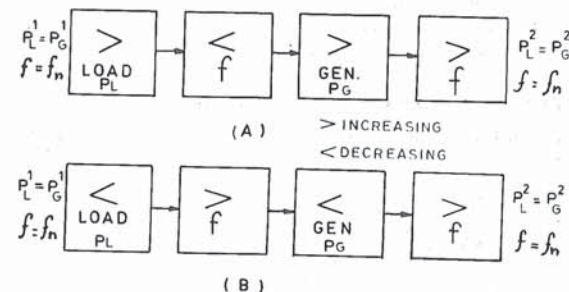 P_L^1 = P_G^1
f = f_n
>
LOAD
P_L
<
f
>
GEN.
P_G
>
f
P_L^2 = P_G^2
f = f_n
(A)
> INCREASING
< DECREASING
P_L^1 = P_G^1
f = f_n
<
LOAD
P_L
>
f
<
GEN
P_G
>
f
P_L^2 = P_G^2
f = f_n
(B)